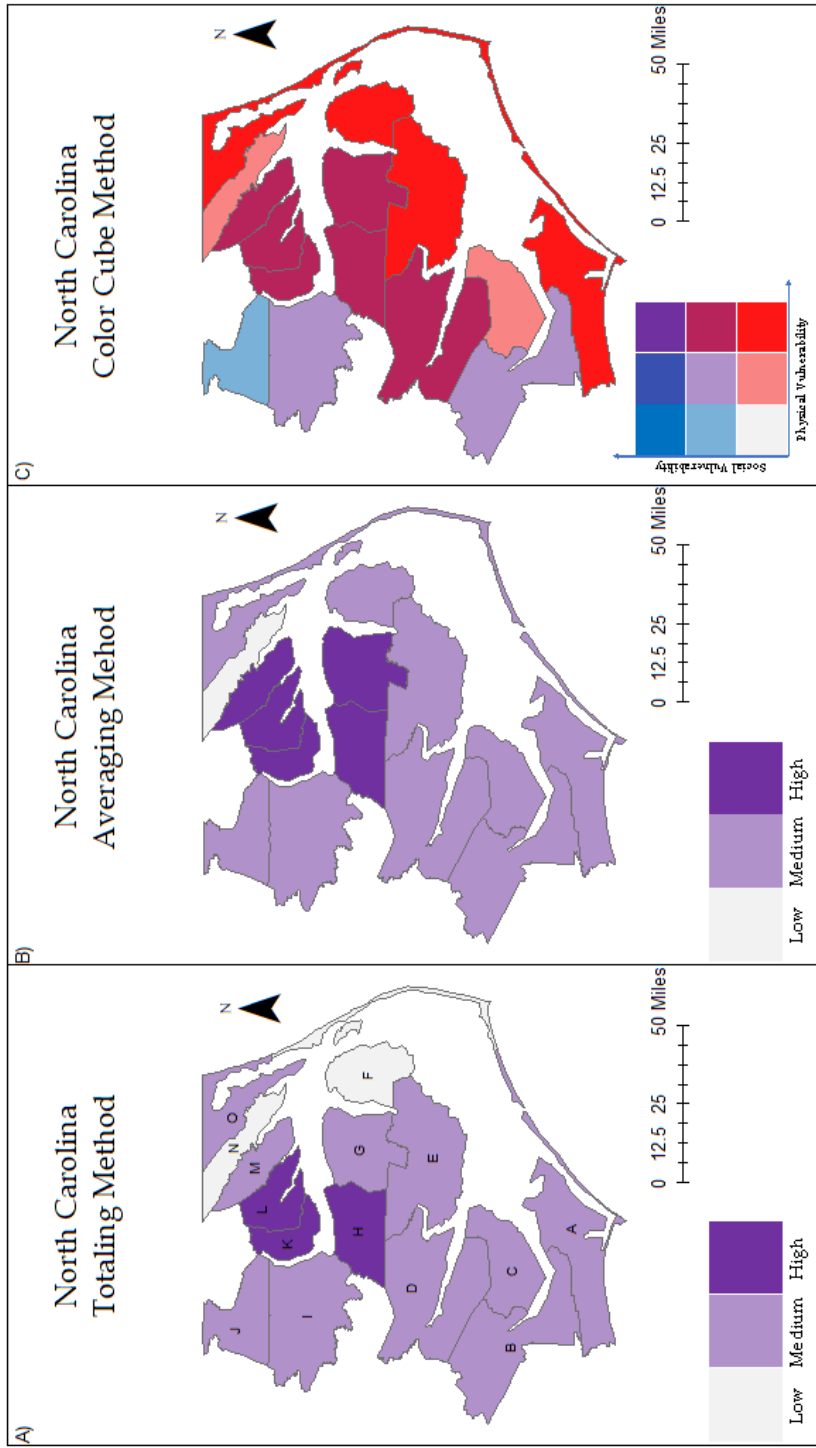 A)
North Carolina
Totaling Method
N
O
N
M
L
K
J
I
H
G
F
E
D
C
B
A
0 12.5 25 50 Miles
Low Medium High
B)
North Carolina
Averaging Mehod
N
0 12.5 25 50 Miles
Low Medium High
C)
North Carolina
Color Cube Method
N
0 12.5 25 50 Miles
Social Vulnerability
Physical Vulnerability